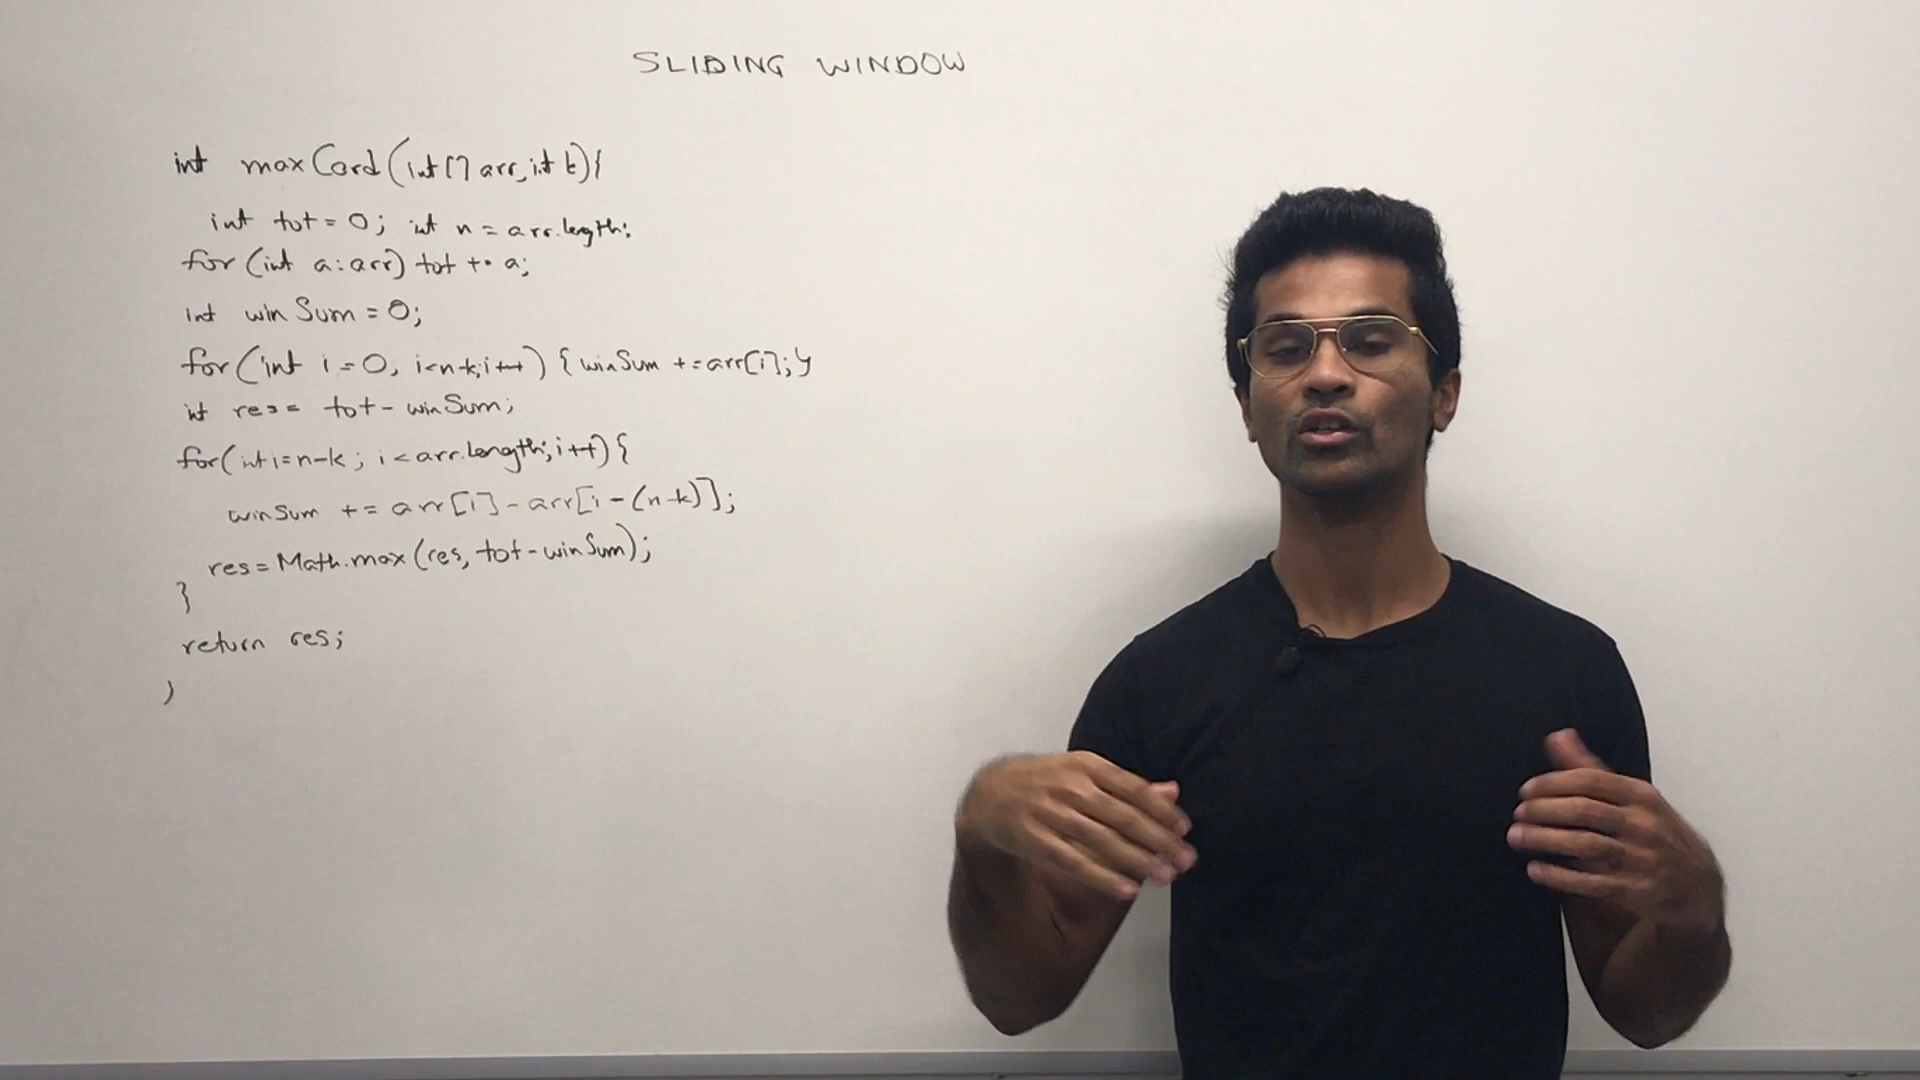 SLIDING WINDOW
int maxCard(int[] arr, int k){
int tot = 0; int n = arr.length;
for (int a:arr) tot += a;
int winSum = 0;
for(int i=0, i<n-k; i++) { winSum += arr[i]; }
int res = tot - winSum;
for(int i=n-k; i<arr.length; i++){
winSum += arr[i] - arr[i-(n-k)];
res = Math.max(res, tot-winSum);
}
return res;
}